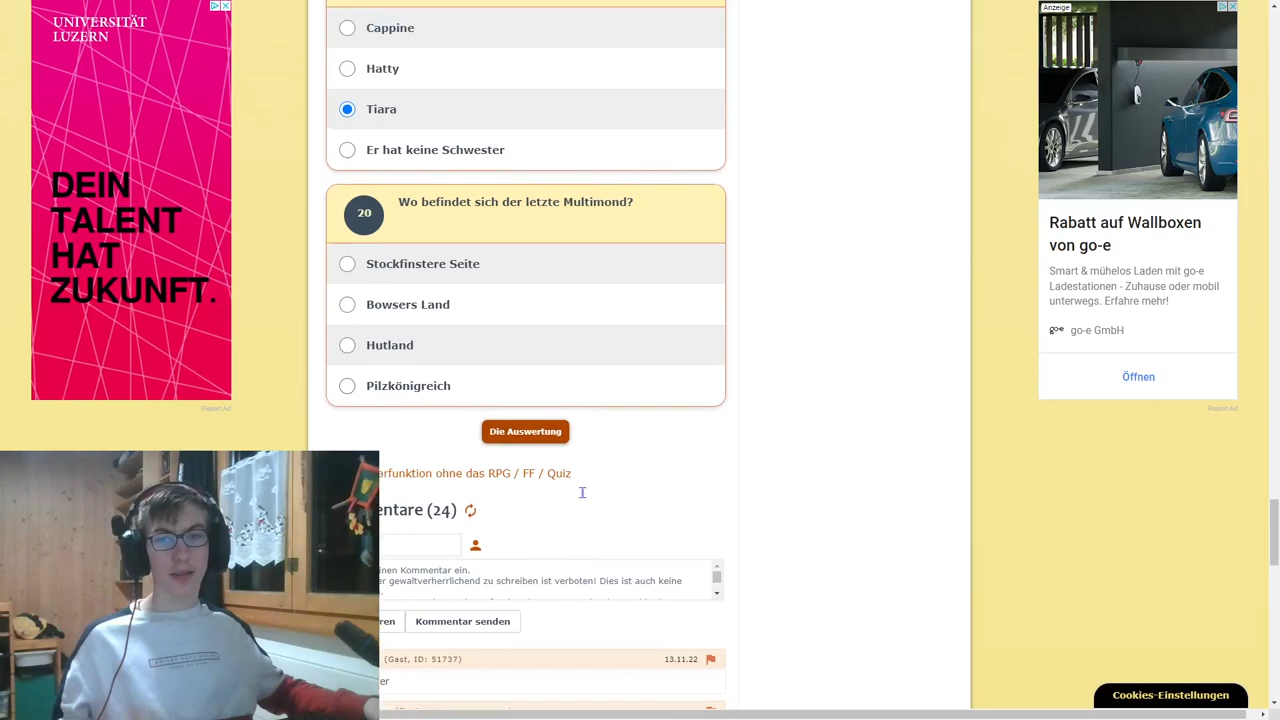 UNIVERSITÄT
LUZERN
DEIN
TALENT
HAT
ZUKUNFT.
Report Ad
Cappine
Hatty
Tiara
Er hat keine Schwester
20
Wo befindet sich der letzte Multimond?
Stockfinstere Seite
Bowsers Land
Hutland
Pilzkönigreich
Die Auswertung
arfunktion ohne das RPG / FF / Quiz
entare (24)
inen Kommentar ein.
er gewaltverherrlichend zu schreiben ist verboten! Dies ist auch keine
ren
Kommentar senden
(Gast, ID: 51737)
13.11.22
er
Anzeige
Rabatt auf Wallboxen
von go-e
Smart & mühelos Laden mit go-e
Ladestationen - Zuhause oder mobil
unterwegs. Erfahre mehr!
go-e GmbH
Öffnen
Report Ad
Cookies-Einstellungen